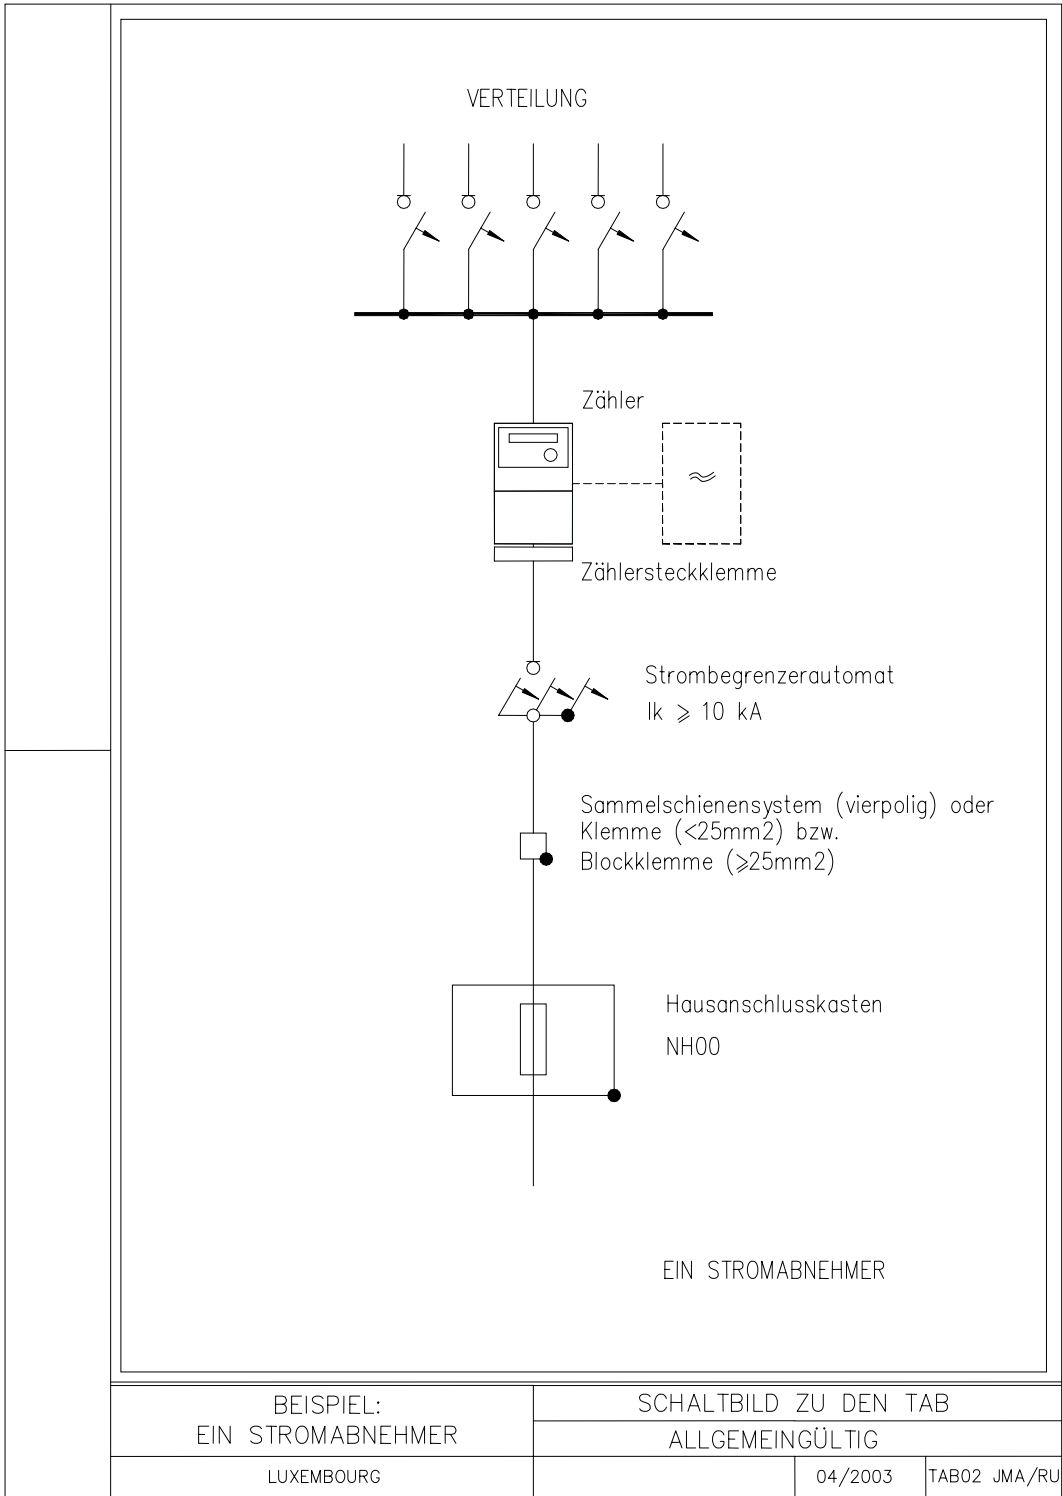 VERTEILUNG
Zähler
≈
Zählersteckklemme
Strombegrenzerautomat
Ik ⩾ 10 kA
Sammelschienensystem (vierpolig) oder
Klemme (<25mm2) bzw.
Blockklemme (⩾25mm2)
Hausanschlusskasten
NH00
EIN STROMABNEHMER
BEISPIEL:
EIN STROMABNEHMER
SCHALTBILD ZU DEN TAB
ALLGEMEINGÜLTIG
LUXEMBOURG
04/2003
TAB02 JMA/RU